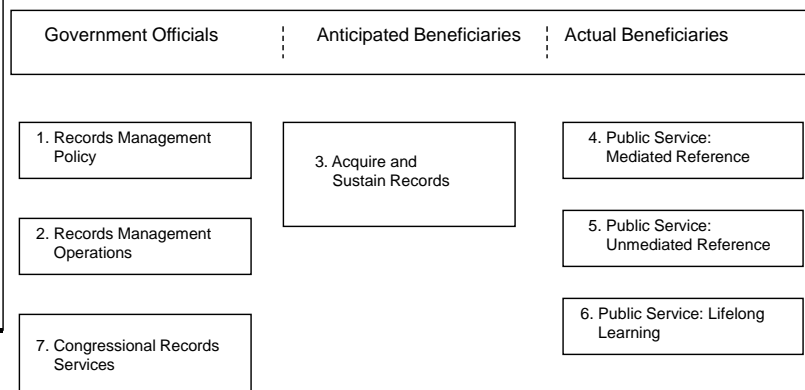 Government Officials
Anticipated Beneficiaries
Actual Beneficiaries
1. Records Management
Policy
2. Records Management
Operations
7. Congressional Records
Services
3. Acquire and
Sustain Records
4. Public Service:
Mediated Reference
5. Public Service:
Unmediated Reference
6. Public Service: Lifelong
Learning